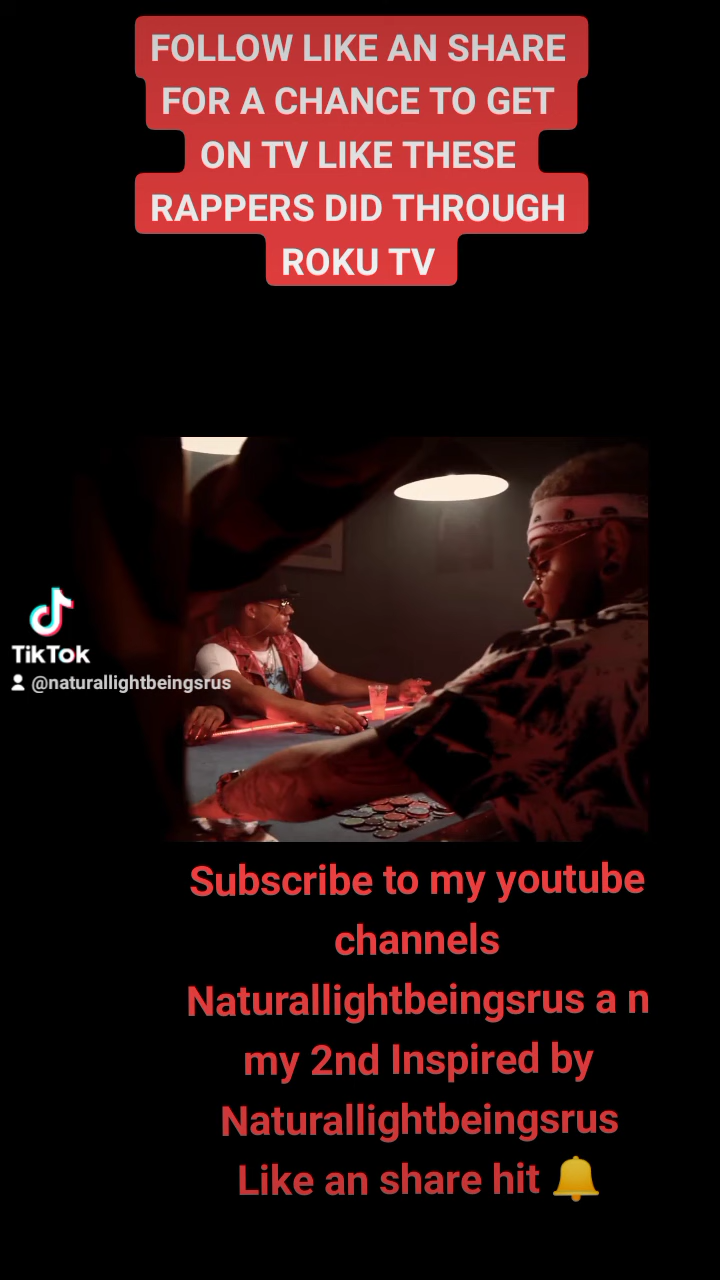 FOLLOW LIKE AN SHARE
FOR A CHANCE TO GET
ON TV LIKE THESE
RAPPERS DID THROUGH
ROKU TV
TikTok
@naturallightbeingsrus
Subscribe to my youtube
channels
Naturallightbeingsrus a n
my 2nd Inspired by
Naturallightbeingsrus
Like an share hit 🔔